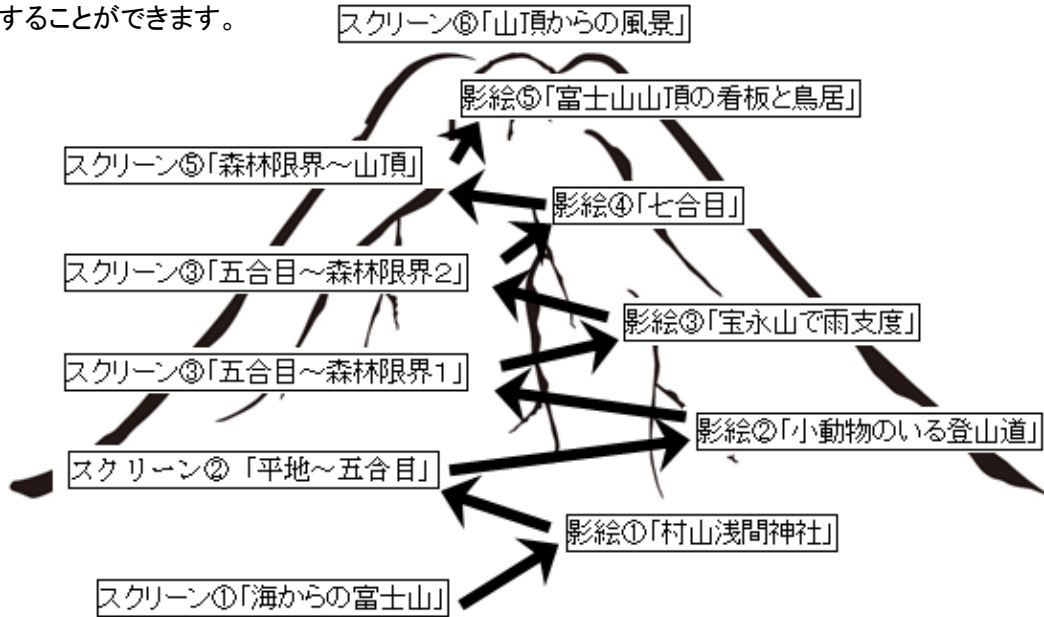 することができます。
スクリーン⑥「山頂からの風景」
影絵⑤「富士山山頂の看板と鳥居」
スクリーン⑤「森林限界～山頂」
影絵④「七合目」
スクリーン③「五合目～森林限界2」
影絵③「宝永山で雨支度」
スクリーン③「五合目～森林限界1」
影絵②「小動物のいる登山道」
スクリーン②「平地～五合目」
影絵①「村山浅間神社」
スクリーン①「海からの富士山」